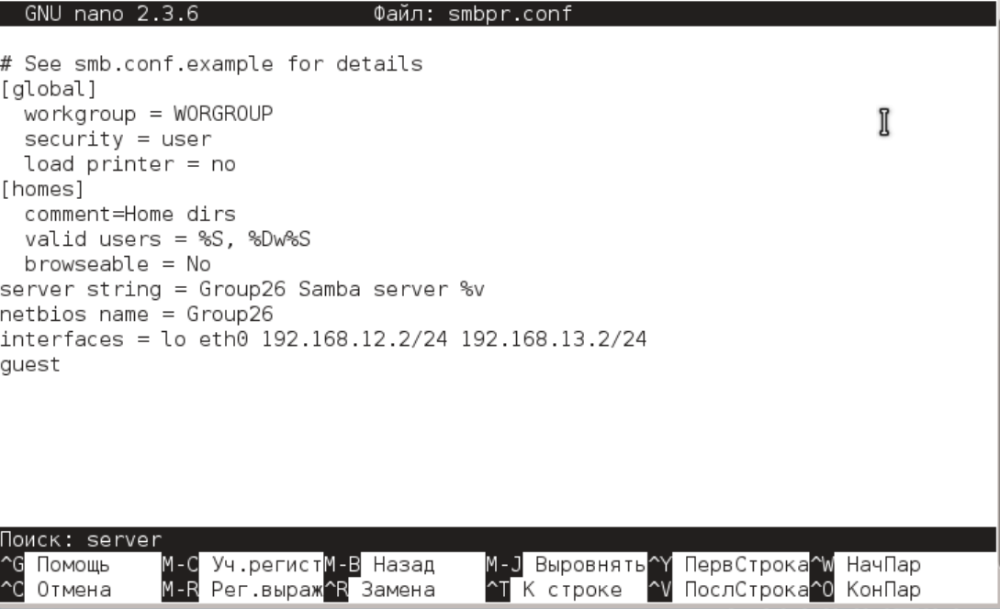 GNU nano 2.3.6 Файл: smbpr.conf
# See smb.conf.example for details
[global]
workgroup = WORGROUP
security = user
load printer = no
[homes]
comment=Home dirs
valid users = %S, %Dw%S
browseable = No
server string = Group26 Samba server %v
netbios name = Group26
interfaces = lo eth0 192.168.12.2/24 192.168.13.2/24
guest
Поиск: server
^G Помощь M-C Уч.регист M-B Назад M-J Выровнять ^Y ПервСтрока ^W НачПар
^C Отмена M-R Рег.выраж ^R Замена ^T К строке ^V ПослСтрока ^O КонПар